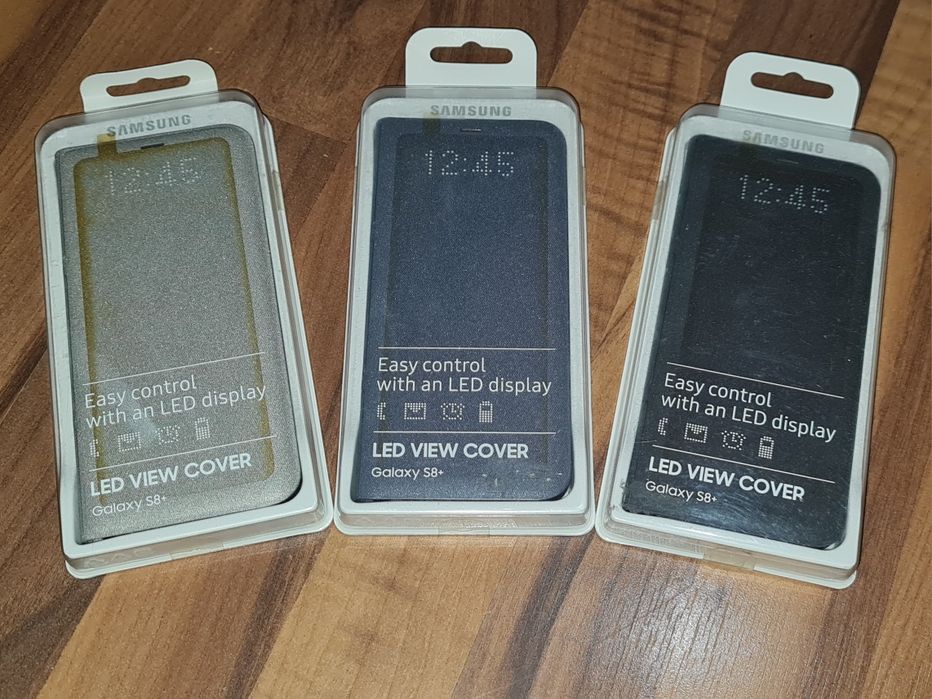 SAMSUNG
12:45
Easy control
with an LED display
LED VIEW COVER
Galaxy S8+
SAMSUNG
12:45
Easy control
with an LED display
LED VIEW COVER
Galaxy S8+
SAMSUNG
12:45
Easy control
with an LED display
LED VIEW COVER
Galaxy S8+